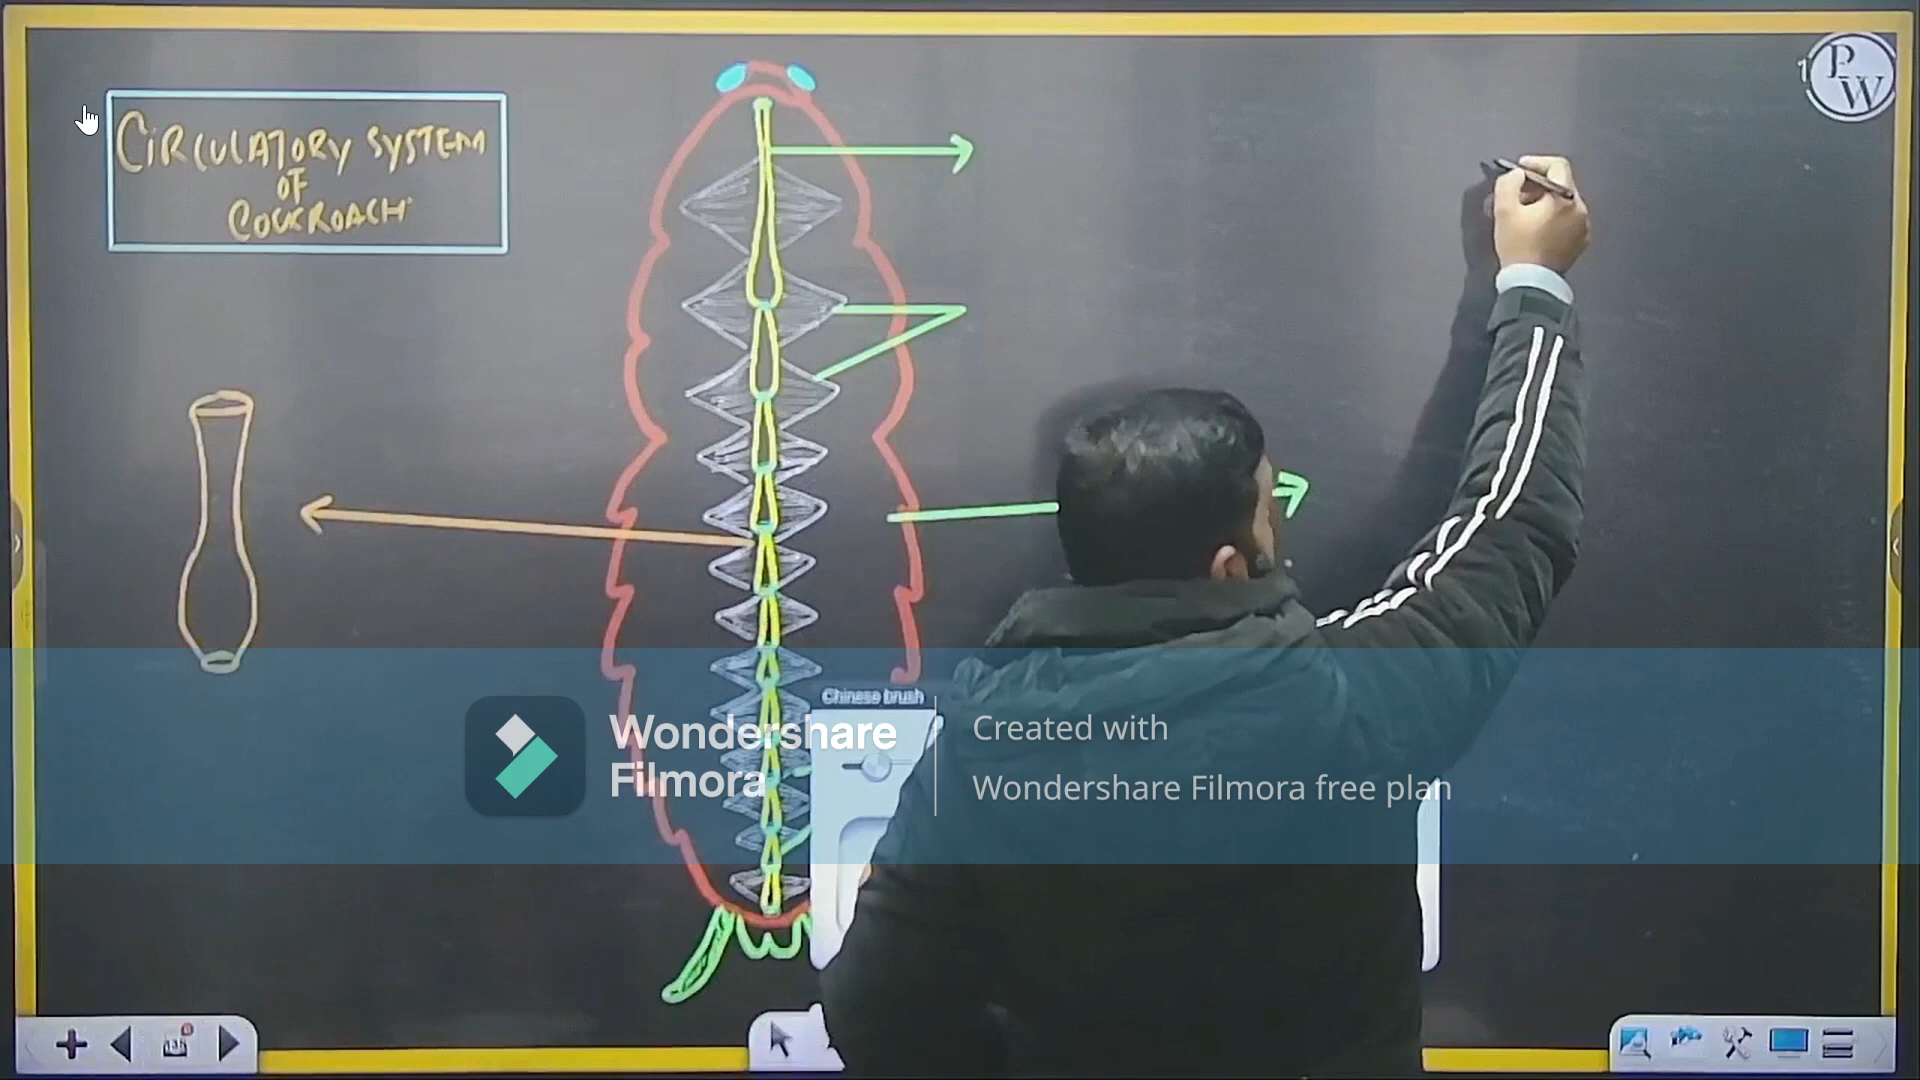 CIRCULATORY SYSTEM
OF
COCKROACH
P
W
Chinese brush
Wondershare
Filmora
Created with
Wondershare Filmora free plan